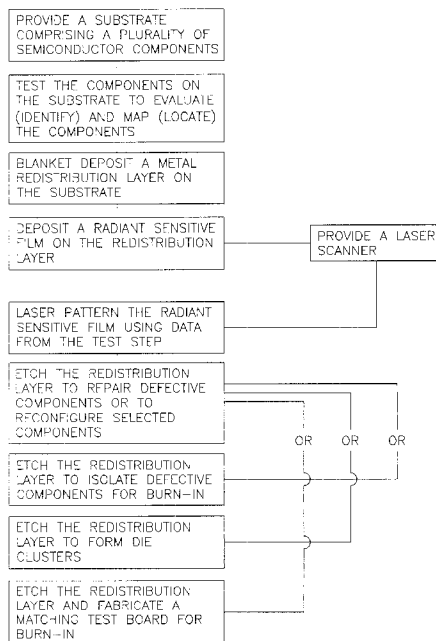 PROVIDE A SUBSTRATE
COMPRISING A PLURALITY OF
SEMICONDUCTOR COMPONENTS
TEST THE COMPONENTS ON
THE SUBSTRATE TO EVALUATE
(IDENTIFY) AND MAP (LOCATE)
THE COMPONENTS
BLANKET DEPOSIT A METAL
REDISTRIBUTION LAYER ON
THE SUBSTRATE
DEPOSIT A RADIANT SENSITIVE
FILM ON THE REDISTRIBUTION
LAYER
PROVIDE A LASER
SCANNER
LASER PATTERN THE RADIANT
SENSITIVE FILM USING DATA
FROM THE TEST STEP
ETCH THE REDISTRIBUTION
LAYER TO REPAIR DEFECTIVE
COMPONENTS OR TO
RECONFIGURE SELECTED
COMPONENTS
OR OR OR
ETCH THE REDISTRIBUTION
LAYER TO ISOLATE DEFECTIVE
COMPONENTS FOR BURN-IN
ETCH THE REDISTRIBUTION
LAYER TO FORM DIE
CLUSTERS
ETCH THE REDISTRIBUTION
LAYER AND FABRICATE A
MATCHING TEST BOARD FOR
BURN-IN